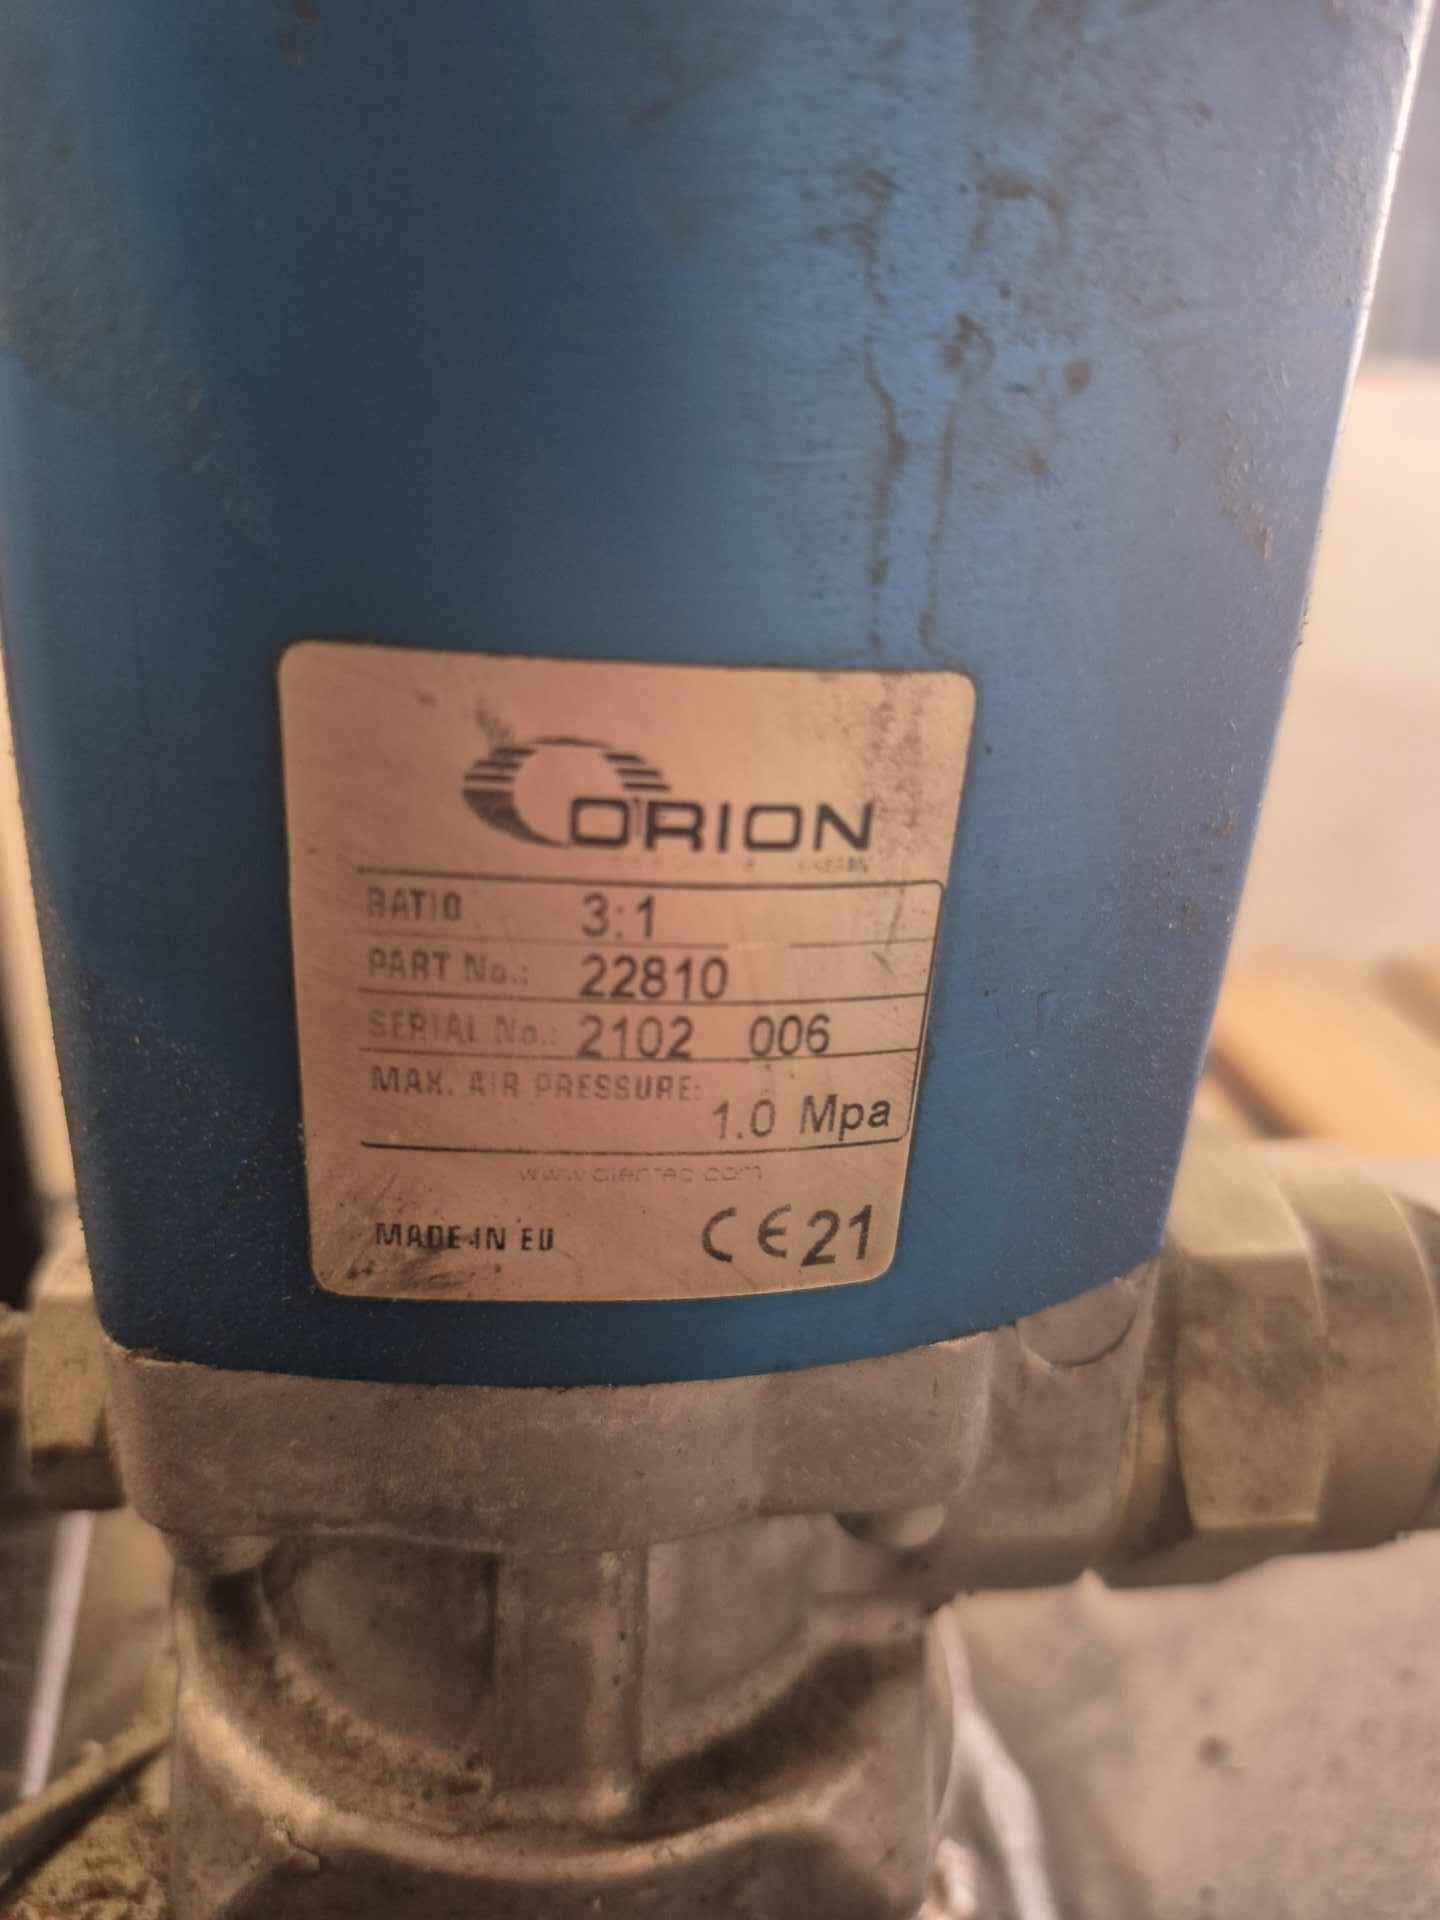 ORION
RATIO 3:1
PART No.: 22810
SERIAL No.: 2102 006
MAX. AIR PRESSURE:
1.0 Mpa
MADE IN EU CE21